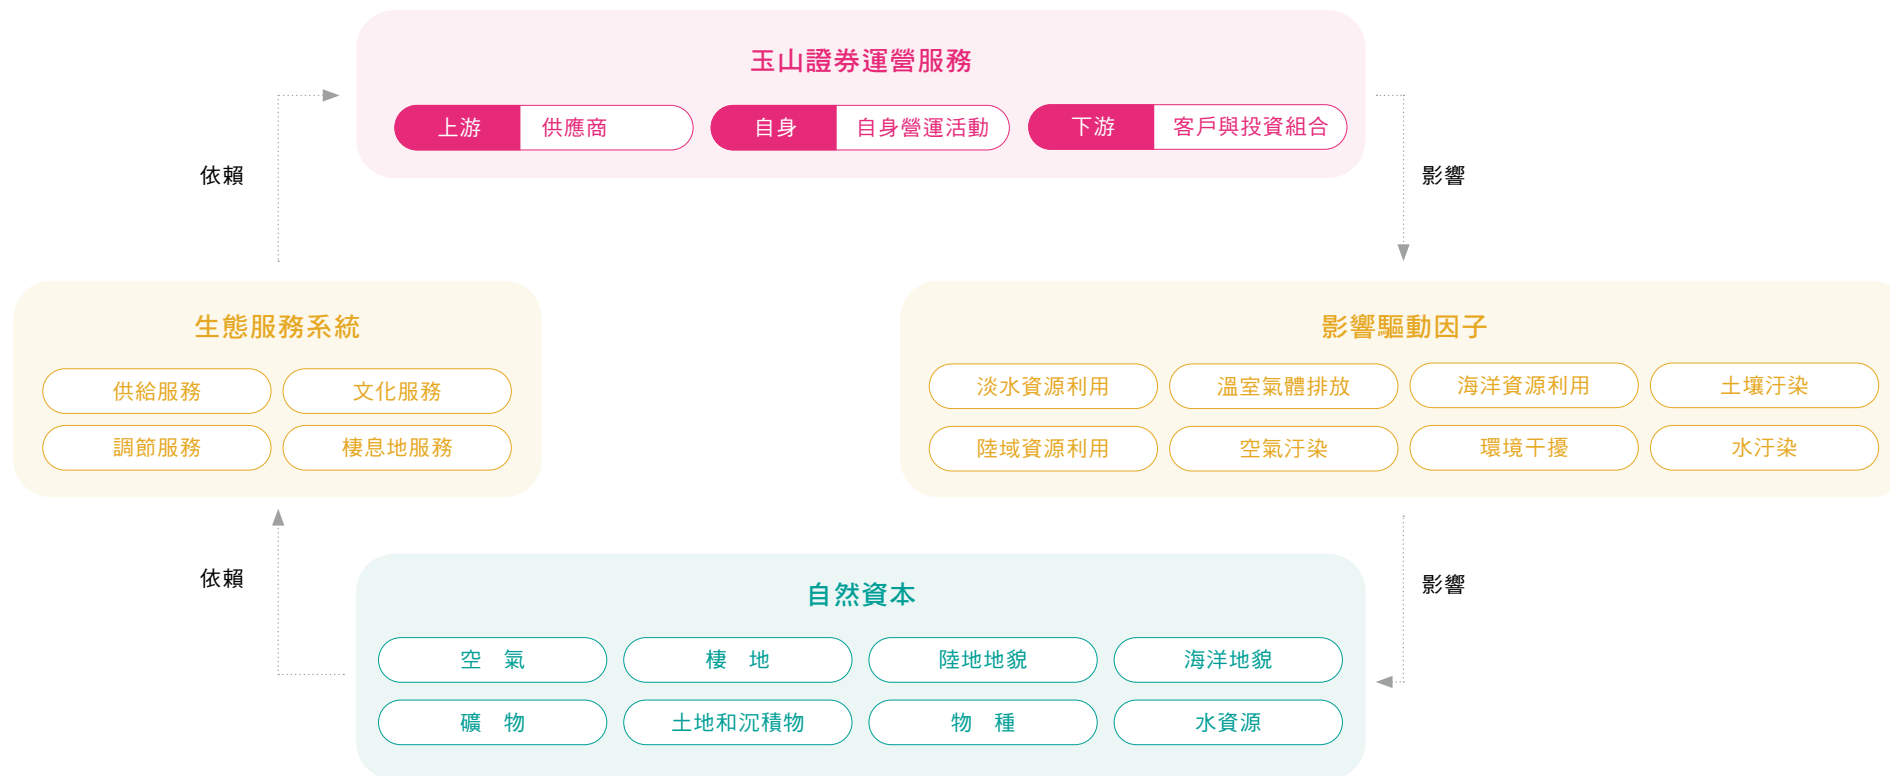 玉山證券運營服務
上游 供應商 自身 自身營運活動 下游 客戶與投資組合
依賴
影響
生態服務系統
供給服務 文化服務
調節服務 棲息地服務
影響驅動因子
淡水資源利用 溫室氣體排放 海洋資源利用 土壤汙染
陸域資源利用 空氣汙染 環境干擾 水汙染
依賴
影響
自然資本
空 氣 棲 地 陸地地貌 海洋地貌
礦 物 土地和沉積物 物 種 水資源